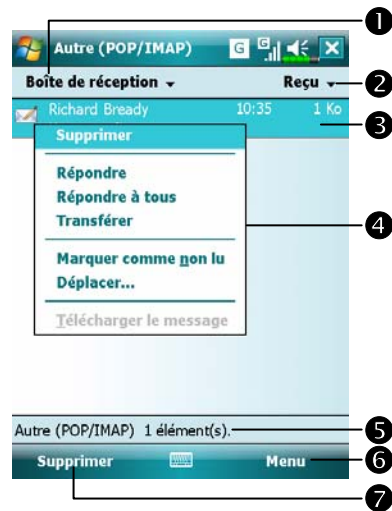 1
Autre (POP/IMAP) G G
Boîte de réception Reçu 2
Richard Bready 10:35 1 Ko 3
Supprimer
Répondre
Répondre à tous
Transférer 4
Marquer comme non lu
Déplacer...
Télécharger le message
Autre (POP/IMAP) 1 élément(s). 5
Supprimer Menu 6
7